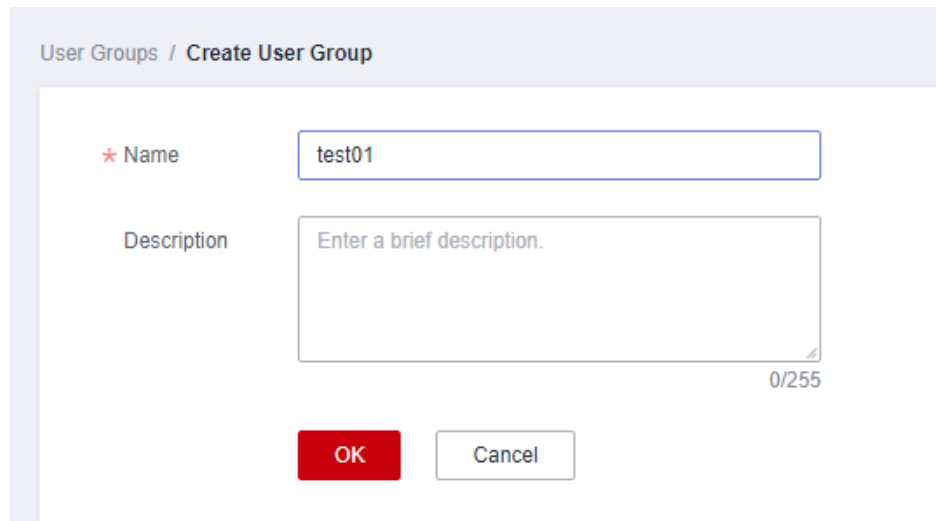 User Groups / Create User Group
* Name test01
Description Enter a brief description.
0/255
OK Cancel